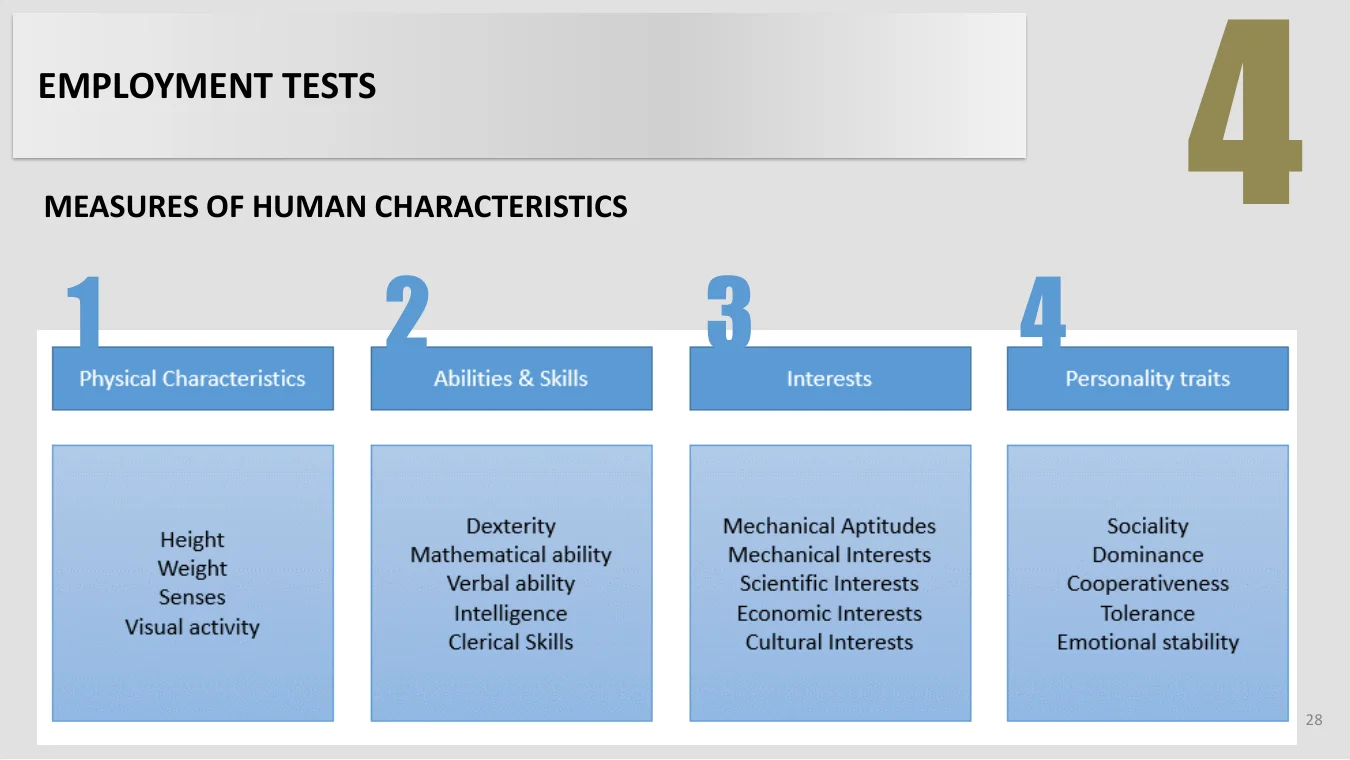 EMPLOYMENT TESTS
4
MEASURES OF HUMAN CHARACTERISTICS
1
Physical Characteristics
Height
Weight
Senses
Visual activity
2
Abilities & Skills
Dexterity
Mathematical ability
Verbal ability
Intelligence
Clerical Skills
3
Interests
Mechanical Aptitudes
Mechanical Interests
Scientific Interests
Economic Interests
Cultural Interests
4
Personality traits
Sociality
Dominance
Cooperativeness
Tolerance
Emotional stability
28